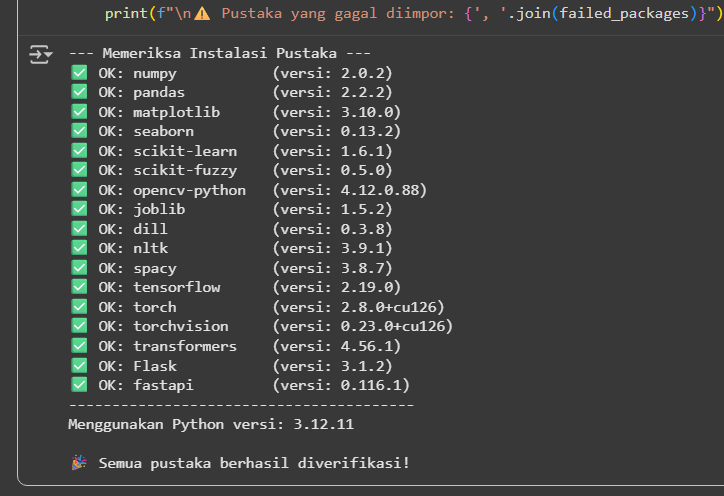 print(f"\n⚠️ Pustaka yang gagal diimpor: {', '.join(failed_packages)}")
--- Memeriksa Instalasi Pustaka ---
✅ OK: numpy (versi: 2.0.2)
✅ OK: pandas (versi: 2.2.2)
✅ OK: matplotlib (versi: 3.10.0)
✅ OK: seaborn (versi: 0.13.2)
✅ OK: scikit-learn (versi: 1.6.1)
✅ OK: scikit-fuzzy (versi: 0.5.0)
✅ OK: opencv-python (versi: 4.12.0.88)
✅ OK: joblib (versi: 1.5.2)
✅ OK: dill (versi: 0.3.8)
✅ OK: nltk (versi: 3.9.1)
✅ OK: spacy (versi: 3.8.7)
✅ OK: tensorflow (versi: 2.19.0)
✅ OK: torch (versi: 2.8.0+cu126)
✅ OK: torchvision (versi: 0.23.0+cu126)
✅ OK: transformers (versi: 4.56.1)
✅ OK: Flask (versi: 3.1.2)
✅ OK: fastapi (versi: 0.116.1)
----------------------------------------
Menggunakan Python versi: 3.12.11
🎉 Semua pustaka berhasil diverifikasi!